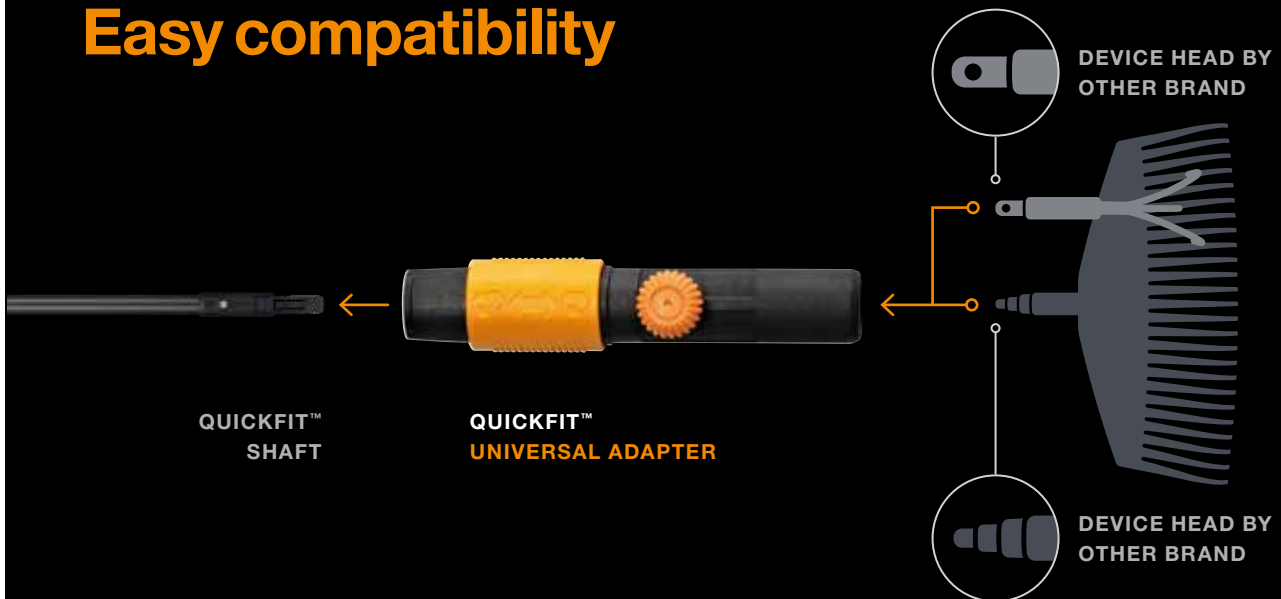 Easy compatibility
DEVICE HEAD BY
OTHER BRAND
QUICKFIT™
SHAFT
QUICKFIT™
UNIVERSAL ADAPTER
DEVICE HEAD BY
OTHER BRAND